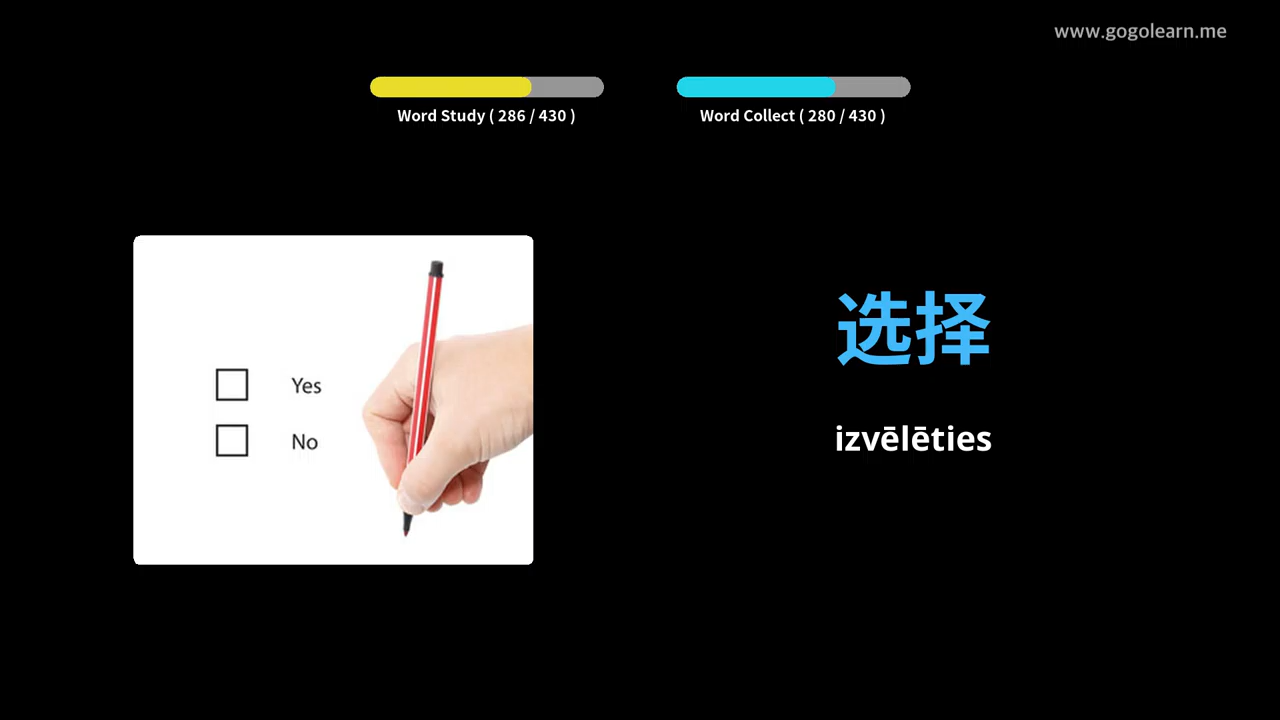 www.gogolearn.me
Word Study ( 286 / 430 )
Word Collect ( 280 / 430 )
Yes
No
选择
izvēlēties